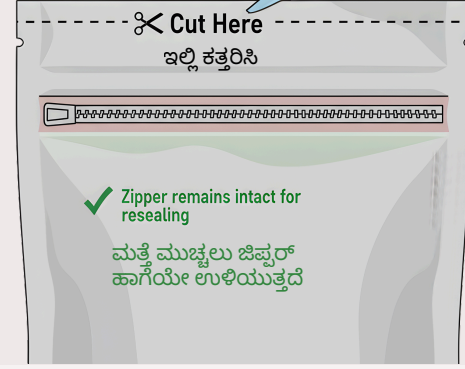 Cut Here
ಇಲ್ಲಿ ಕತ್ತರಿಸಿ
Zipper remains intact for
resealing
ಮತ್ತೆ ಮುಚ್ಚಲು ಜಿಪ್ಪರ್
ಹಾಗೆಯೇ ಉಳಿಯುತ್ತದೆ